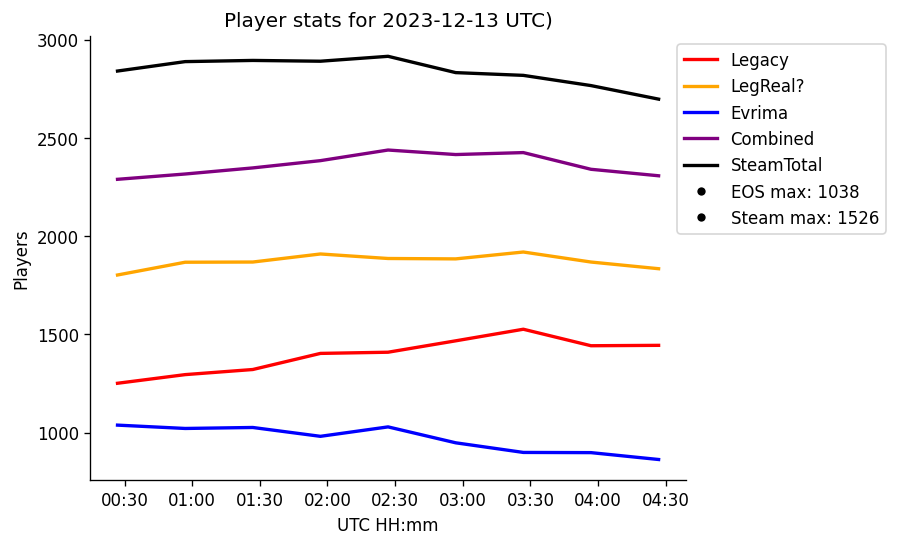 Player stats for 2023-12-13 UTC)
3000
2500
2000
1500
1000
Players
00:30 01:00 01:30 02:00 02:30 03:00 03:30 04:00 04:30
UTC HH:mm
Legacy
LegReal?
Evrima
Combined
SteamTotal
EOS max: 1038
Steam max: 1526